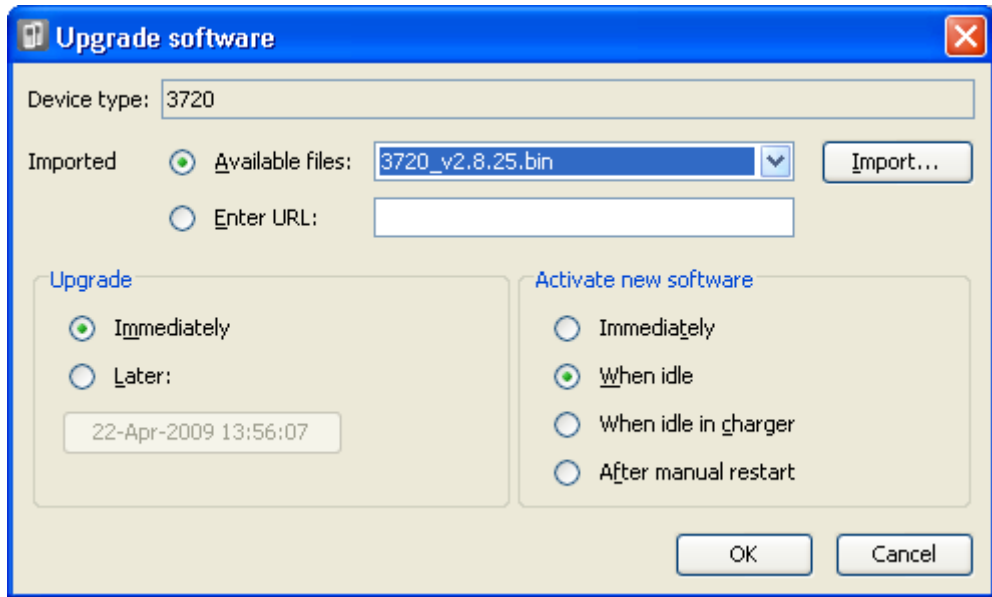 Upgrade software
Device type: 3720
Imported Available files: 3720_v2.8.25.bin Import...
Enter URL:
Upgrade
Immediately
Later:
22-Apr-2009 13:56:07
Activate new software
Immediately
When idle
When idle in charger
After manual restart
OK Cancel